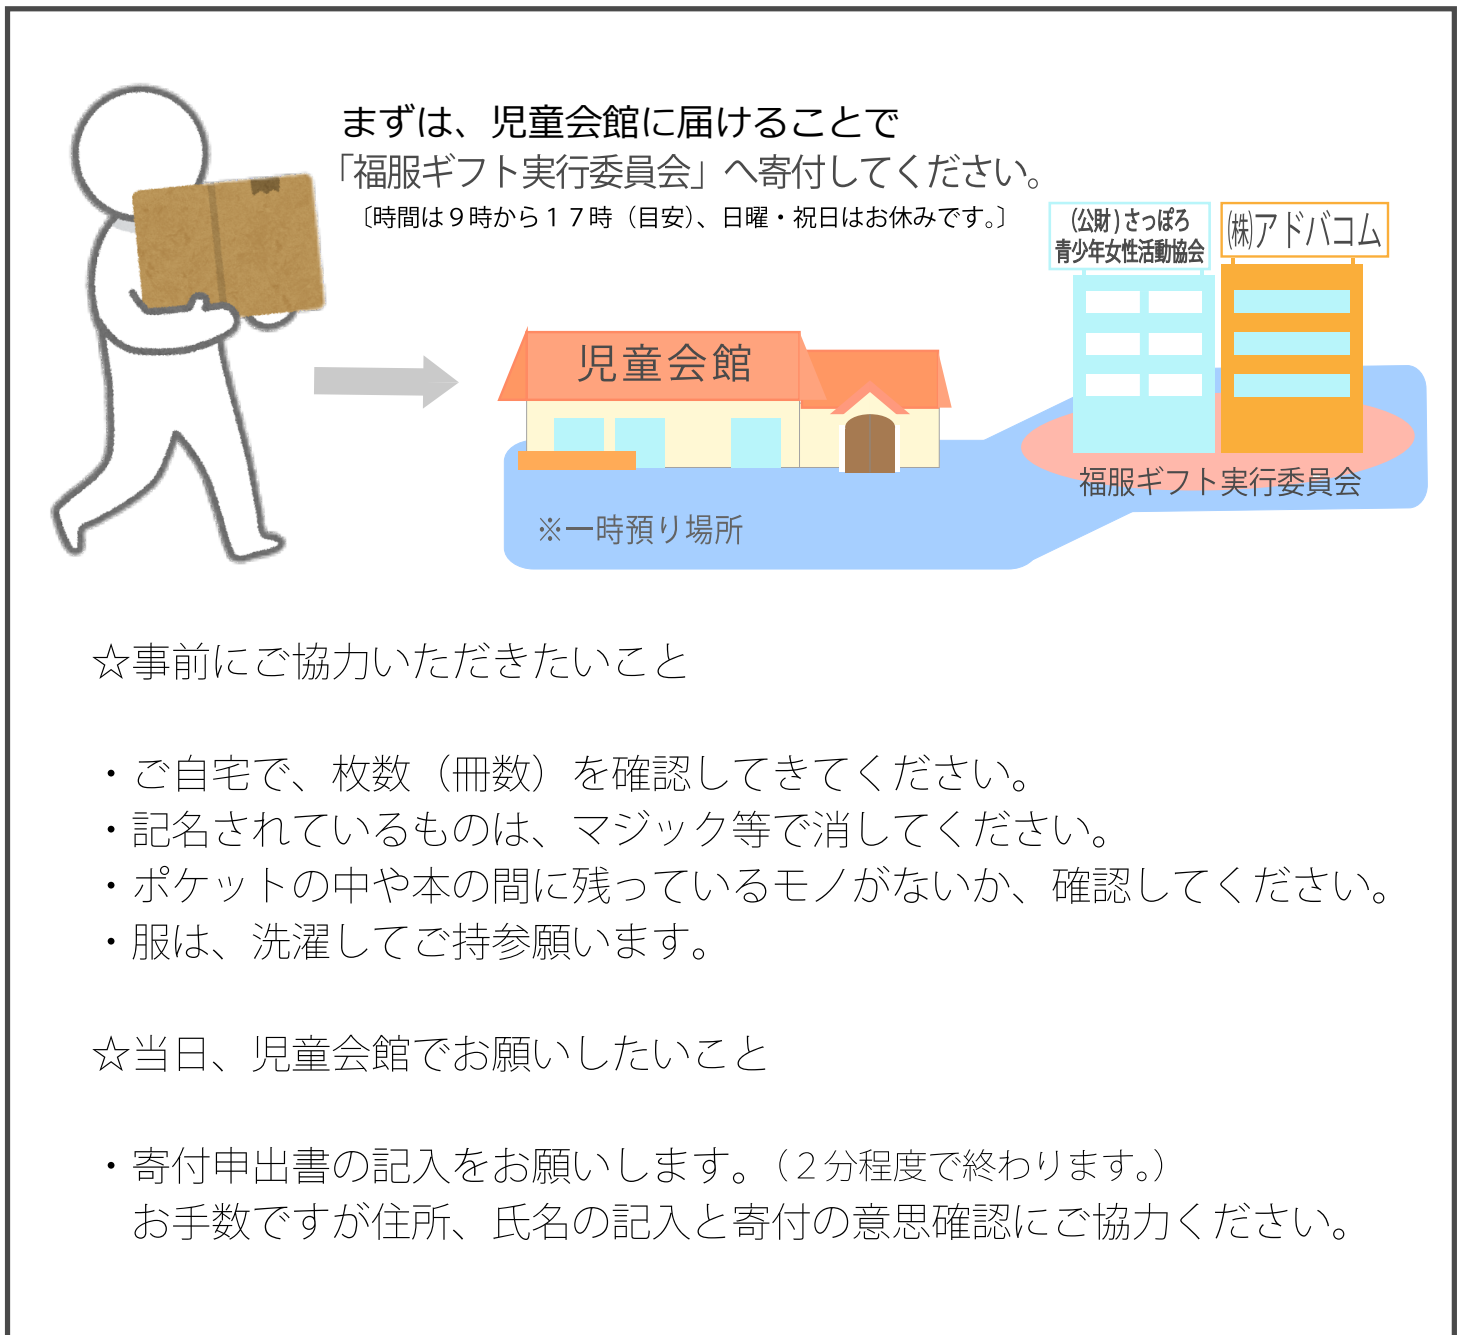 まずは、児童会館に届けることで
「福服ギフト実行委員会」へ寄付してください。
〔時間は９時から１７時（目安）、日曜・祝日はお休みです。〕
(公財)さっぽろ
青少年女性活動協会
㈱アドバコム
児童会館
福服ギフト実行委員会
※一時預り場所
☆事前にご協力いただきたいこと
・ご自宅で、枚数（冊数）を確認してきてください。
・記名されているものは、マジック等で消してください。
・ポケットの中や本の間に残っているモノがないか、確認してください。
・服は、洗濯してご持参願います。
☆当日、児童会館でお願いしたいこと
・寄付申出書の記入をお願いします。（２分程度で終わります。）
お手数ですが住所、氏名の記入と寄付の意思確認にご協力ください。